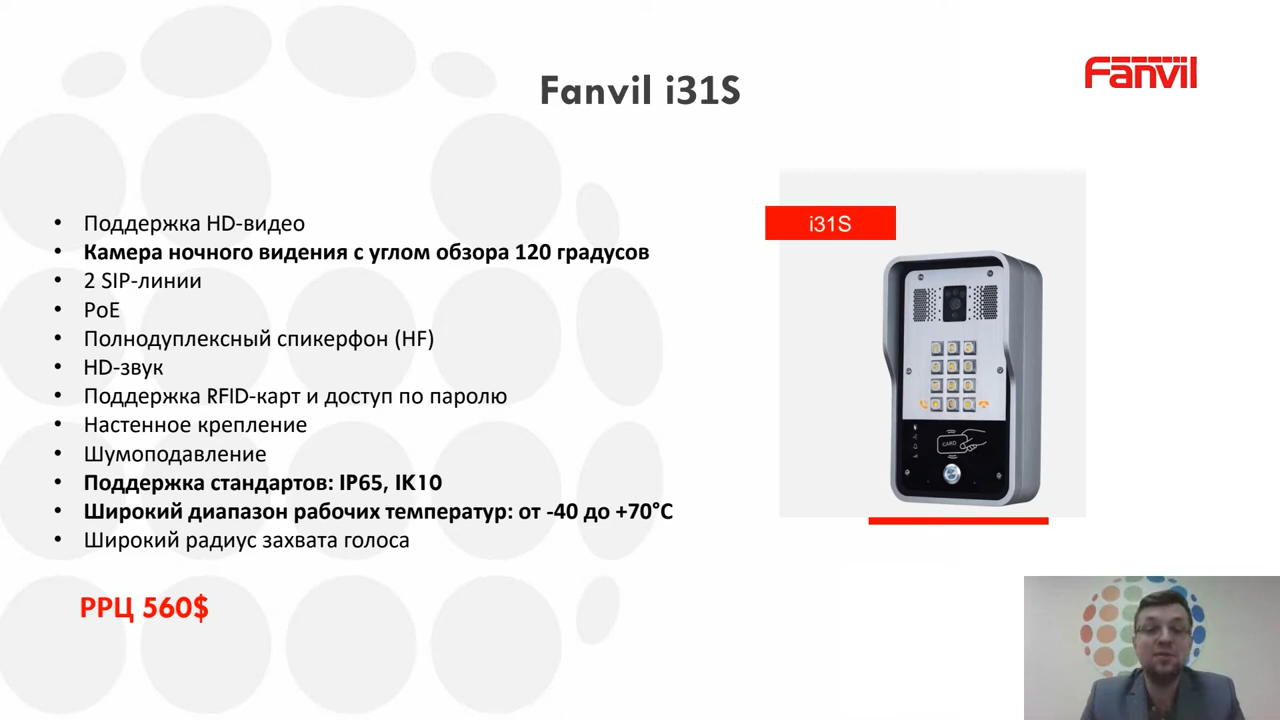 Fanvil i31S
Fanvil
Поддержка HD-видео
Камера ночного видения с углом обзора 120 градусов
2 SIP-линии
PoE
Полнодуплексный спикерфон (HF)
HD-звук
Поддержка RFID-карт и доступ по паролю
Настенное крепление
Шумоподавление
Поддержка стандартов: IP65, IK10
Широкий диапазон рабочих температур: от -40 до +70°C
Широкий радиус захвата голоса
РРЦ 560$
i31S
CARD